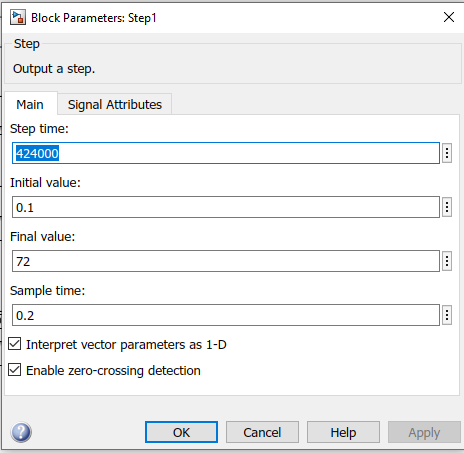 Block Parameters: Step1
Step
Output a step.
Main Signal Attributes
Step time:
424000
Initial value:
0.1
Final value:
72
Sample time:
0.2
Interpret vector parameters as 1-D
Enable zero-crossing detection
? OK Cancel Help Apply